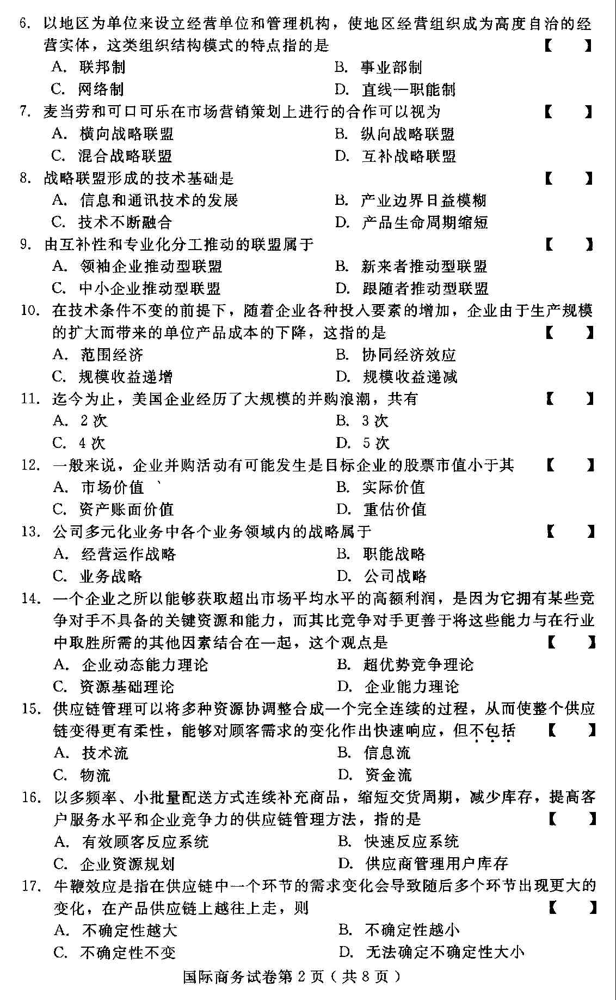 6. 以地区为单位来设立经营单位和管理机构，使地区经营组织成为高度自治的经
营实体，这类组织结构模式的特点指的是 【 】
A. 联邦制 B. 事业部制
C. 网络制 D. 直线—职能制
7. 麦当劳和可口可乐在市场营销策划上进行的合作可以视为 【 】
A. 横向战略联盟 B. 纵向战略联盟
C. 混合战略联盟 D. 互补战略联盟
8. 战略联盟形成的技术基础是 【 】
A. 信息和通讯技术的发展 B. 产业边界日益模糊
C. 技术不断融合 D. 产品生命周期缩短
9. 由互补性和专业化分工推动的联盟属于 【 】
A. 领袖企业推动型联盟 B. 新来者推动型联盟
C. 中小企业推动型联盟 D. 跟随者推动型联盟
10. 在技术条件不变的前提下，随着企业各种投入要素的增加，企业由于生产规模
的扩大而带来的单位产品成本的下降，这指的是 【 】
A. 范围经济 B. 协同经济效应
C. 规模收益递增 D. 规模收益递减
11. 迄今为止，美国企业经历了大规模的并购浪潮，共有 【 】
A. 2 次 B. 3 次
C. 4 次 D. 5 次
12. 一般来说，企业并购活动有可能发生是目标企业的股票市值小于其 【 】
A. 市场价值 B. 实际价值
C. 资产账面价值 D. 重估价值
13. 公司多元化业务中各个业务领域内的战略属于 【 】
A. 经营运作战略 B. 职能战略
C. 业务战略 D. 公司战略
14. 一个企业之所以能够获取超出市场平均水平的高额利润，是因为它拥有某些竞
争对手不具备的关键资源和能力，而其比竞争对手更善于将这些能力与在行业
中取胜所需的其他因素结合在一起，这个观点是 【 】
A. 企业动态能力理论 B. 超优势竞争理论
C. 资源基础理论 D. 企业能力理论
15. 供应链管理可以将多种资源协调整合成一个完全连续的过程，从而使整个供应
链变得更有柔性，能够对顾客需求的变化作出快速响应，但不包括 【 】
A. 技术流 B. 信息流
C. 物流 D. 资金流
16. 以多频率、小批量配送方式连续补充商品，缩短交货周期，减少库存，提高客
户服务水平和企业竞争力的供应链管理方法，指的是 【 】
A. 有效顾客反应系统 B. 快速反应系统
C. 企业资源规划 D. 供应商管理用户库存
17. 牛鞭效应是指在供应链中一个环节的需求变化会导致随后多个环节出现更大的
变化，在产品供应链上越往上走，则 【 】
A. 不确定性越大 B. 不确定性越小
C. 不确定性不变 D. 无法确定不确定性大小
国际商务试卷第 2 页（共 8 页）